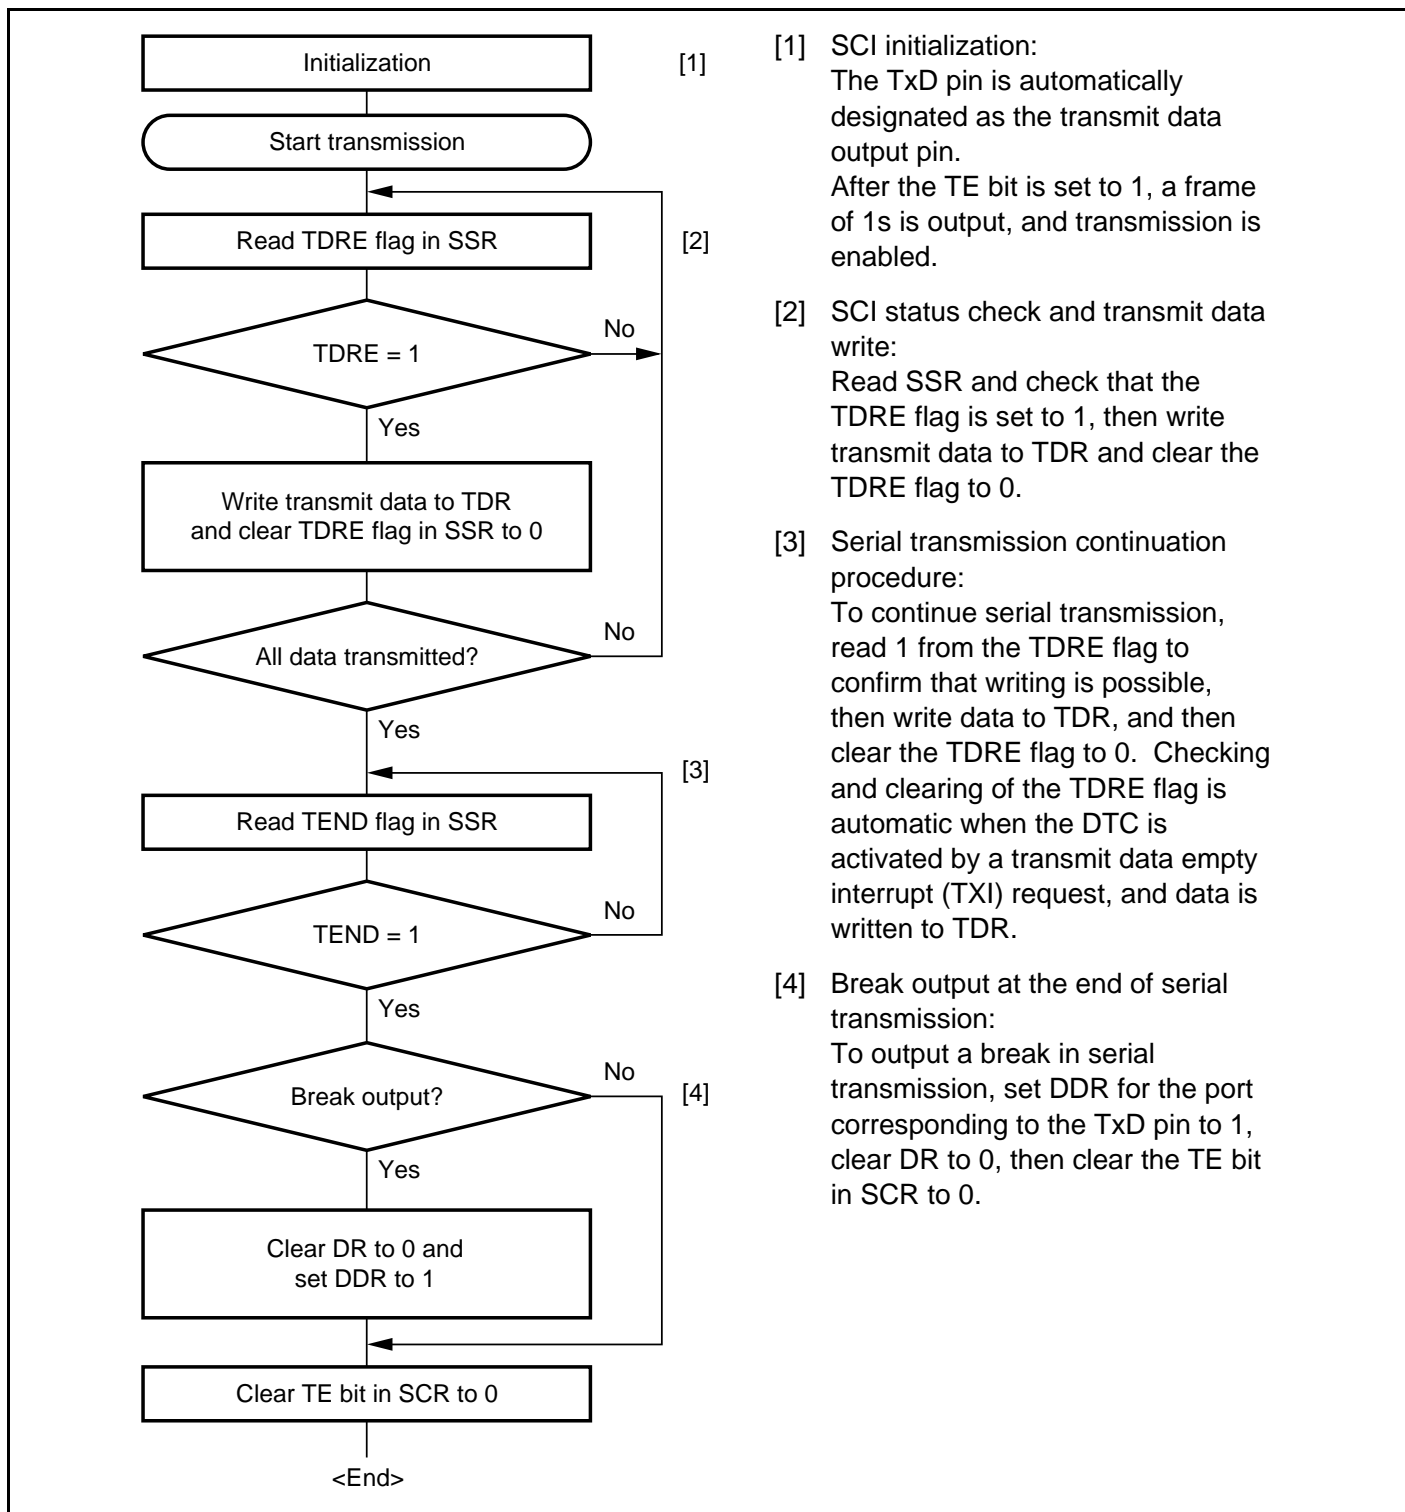 Initialization
[1]
Start transmission
Read TDRE flag in SSR
[2]
TDRE = 1
No
Yes
Write transmit data to TDR
and clear TDRE flag in SSR to 0
All data transmitted?
No
Yes
[3]
Read TEND flag in SSR
TEND = 1
No
Yes
Break output?
No
[4]
Yes
Clear DR to 0 and
set DDR to 1
Clear TE bit in SCR to 0
<End>
[1] SCI initialization:
The TxD pin is automatically
designated as the transmit data
output pin.
After the TE bit is set to 1, a frame
of 1s is output, and transmission is
enabled.
[2] SCI status check and transmit data
write:
Read SSR and check that the
TDRE flag is set to 1, then write
transmit data to TDR and clear the
TDRE flag to 0.
[3] Serial transmission continuation
procedure:
To continue serial transmission,
read 1 from the TDRE flag to
confirm that writing is possible,
then write data to TDR, and then
clear the TDRE flag to 0.  Checking
and clearing of the TDRE flag is
automatic when the DTC is
activated by a transmit data empty
interrupt (TXI) request, and data is
written to TDR.
[4] Break output at the end of serial
transmission:
To output a break in serial
transmission, set DDR for the port
corresponding to the TxD pin to 1,
clear DR to 0, then clear the TE bit
in SCR to 0.